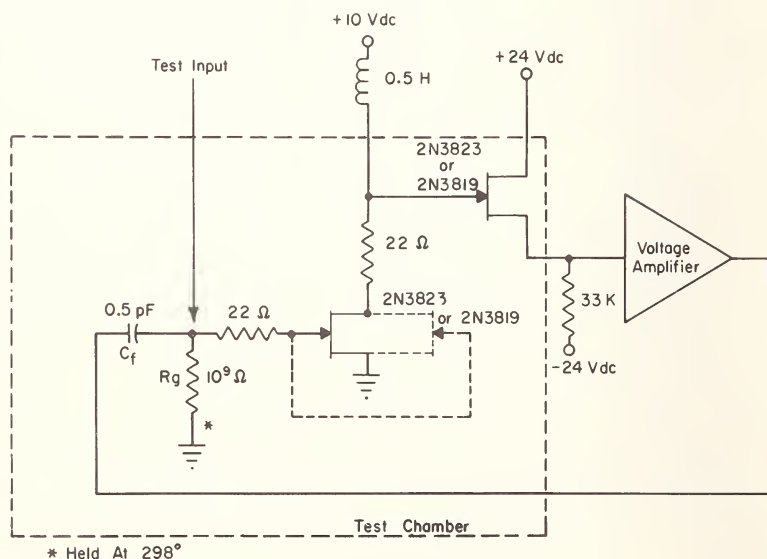 +10 Vdc
Test Input
+24 Vdc
0.5 H
2N3823
or
2N3819
22 Ω
Voltage
Amplifier
0.5 pF
22 Ω
2N3823
or 2N3819
33 K
Cf
Rg
10⁹ Ω
*
-24 Vdc
Test Chamber
* Held At 298°